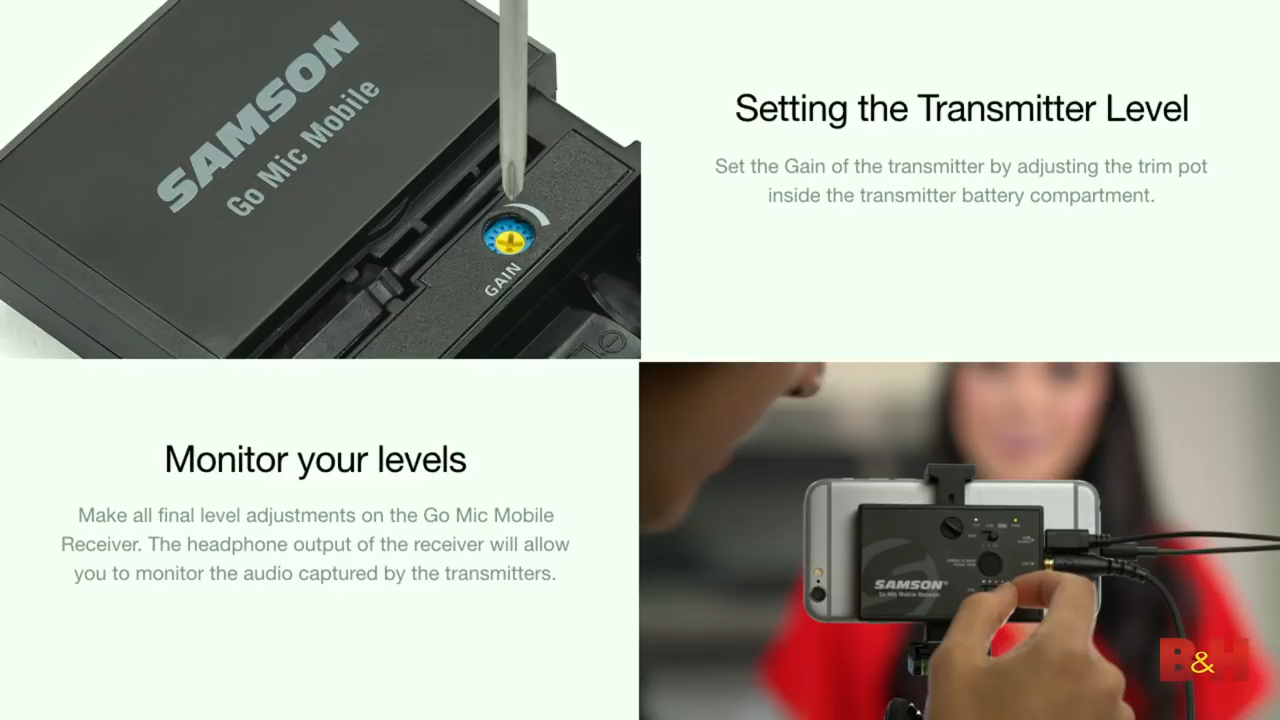 SAMSON
Go Mic Mobile
GAIN
Setting the Transmitter Level
Set the Gain of the transmitter by adjusting the trim pot
inside the transmitter battery compartment.
Monitor your levels
Make all final level adjustments on the Go Mic Mobile
Receiver. The headphone output of the receiver will allow
you to monitor the audio captured by the transmitters.
SAMSON
Go Mic Mobile Receiver
B&H